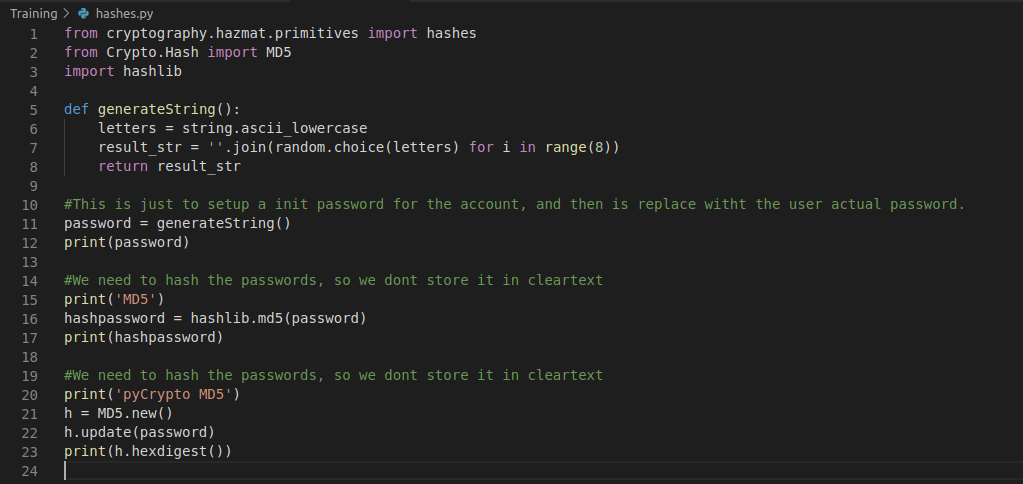 Training > hashes.py
1 from cryptography.hazmat.primitives import hashes
2 from Crypto.Hash import MD5
3 import hashlib
4
5 def generateString():
6     letters = string.ascii_lowercase
7     result_str = ''.join(random.choice(letters) for i in range(8))
8     return result_str
9
10 #This is just to setup a init password for the account, and then is replace witht the user actual password.
11 password = generateString()
12 print(password)
13
14 #We need to hash the passwords, so we dont store it in cleartext
15 print('MD5')
16 hashpassword = hashlib.md5(password)
17 print(hashpassword)
18
19 #We need to hash the passwords, so we dont store it in cleartext
20 print('pyCrypto MD5')
21 h = MD5.new()
22 h.update(password)
23 print(h.hexdigest())
24